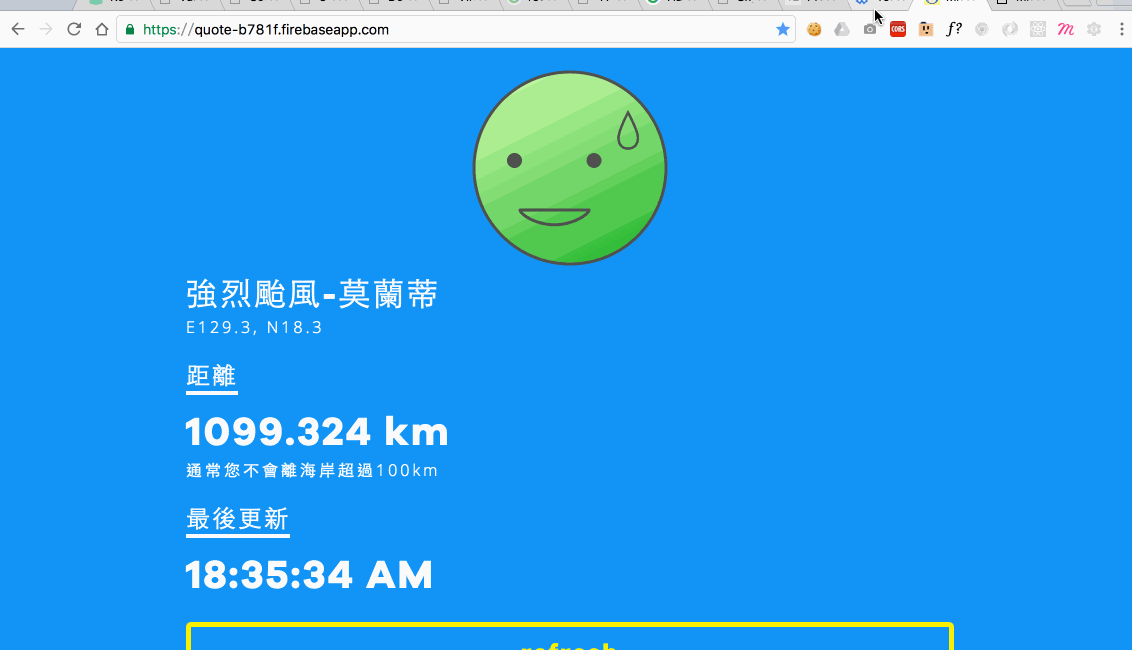 https://quote-b781f.firebaseapp.com
CORS
f?
m
強烈颱風-莫蘭蒂
E129.3, N18.3
距離
1099.324 km
通常您不會離海岸超過100km
最後更新
18:35:34 AM
refresh